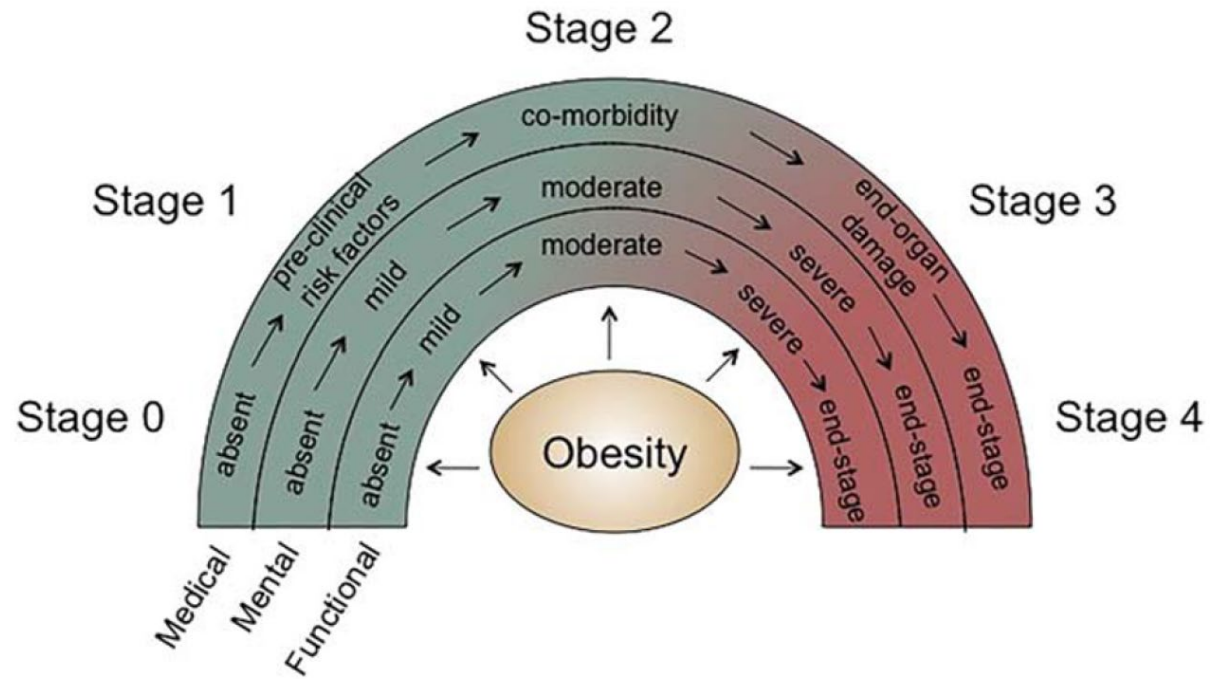 Stage 2
Stage 1
Stage 3
Stage 0
Stage 4
absent
pre-clinical
risk factors
co-morbidity
end-organ
damage
end-stage
absent
mild
moderate
severe
end-stage
absent
mild
moderate
severe
end-stage
Obesity
Medical
Mental
Functional